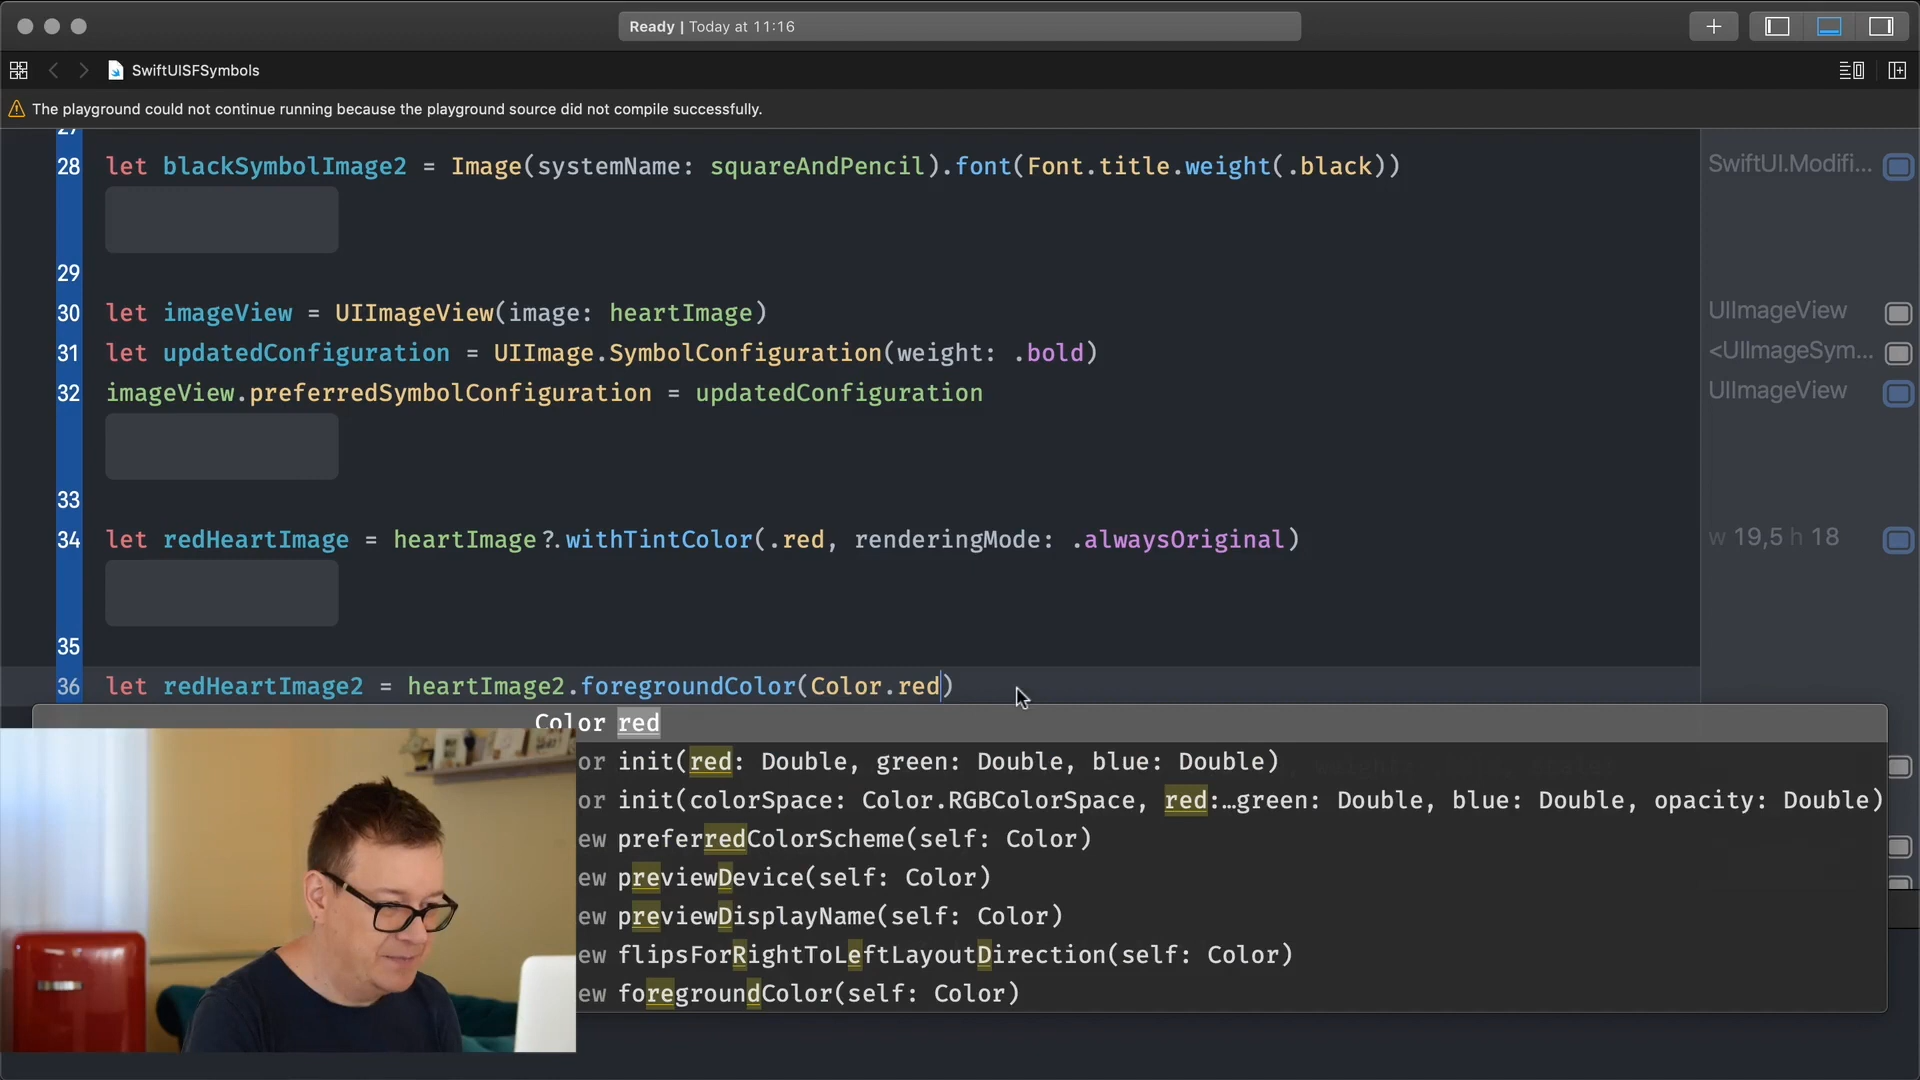 Ready | Today at 11:16
SwiftUISFSymbols
The playground could not continue running because the playground source did not compile successfully.
27
28 let blackSymbolImage2 = Image(systemName: squareAndPencil).font(Font.title.weight(.black)) SwiftUI.Modifi...
29
30 let imageView = UIImageView(image: heartImage) UIImageView
31 let updatedConfiguration = UIImage.SymbolConfiguration(weight: .bold) <UIImageSym...
32 imageView.preferredSymbolConfiguration = updatedConfiguration UIImageView
33
34 let redHeartImage = heartImage?.withTintColor(.red, renderingMode: .alwaysOriginal) w 19,5 h 18
35
36 let redHeartImage2 = heartImage2.foregroundColor(Color.red)
Color red
or init(red: Double, green: Double, blue: Double)
or init(colorSpace: Color.RGBColorSpace, red:…green: Double, blue: Double, opacity: Double)
ew preferredColorScheme(self: Color)
ew previewDevice(self: Color)
ew previewDisplayName(self: Color)
ew flipsForRightToLeftLayoutDirection(self: Color)
ew foregroundColor(self: Color)